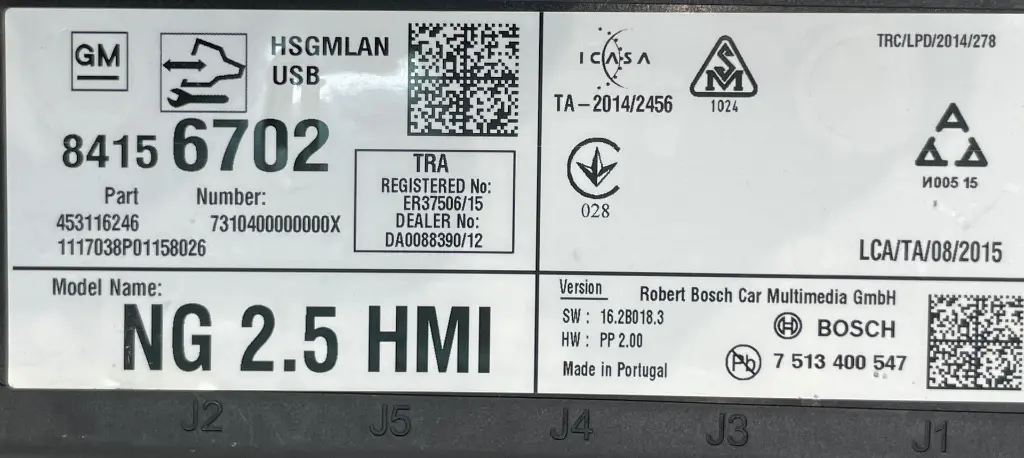 GM
HSGMLAN
USB
84156702
Part Number:
453116246 7310400000000X
1117038P01158026
TRA
REGISTERED No:
ER37506/15
DEALER No:
DA0088390/12
ICASA
TA-2014/2456
SM
1024
TRC/LPD/2014/278
028
AAA
И005 15
LCA/TA/08/2015
Model Name:
NG 2.5 HMI
Version
SW : 16.2B018.3
HW : PP 2.00
Made in Portugal
Robert Bosch Car Multimedia GmbH
BOSCH
Pb
7 513 400 547
J2 J5 J4 J3 J1